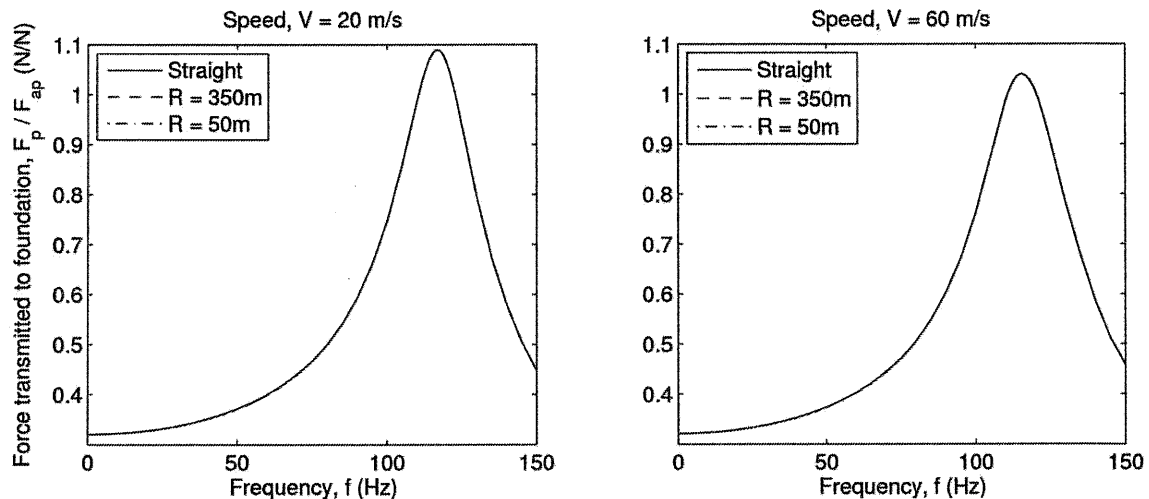 Speed, V = 20 m/s
Force transmitted to foundation, F_p / F_ap (N/N)
1.1
1
0.9
0.8
0.7
0.6
0.5
0.4
Straight
R = 350m
R = 50m
0 50 100 150
Frequency, f (Hz)
Speed, V = 60 m/s
1.1
1
0.9
0.8
0.7
0.6
0.5
0.4
Straight
R = 350m
R = 50m
0 50 100 150
Frequency, f (Hz)